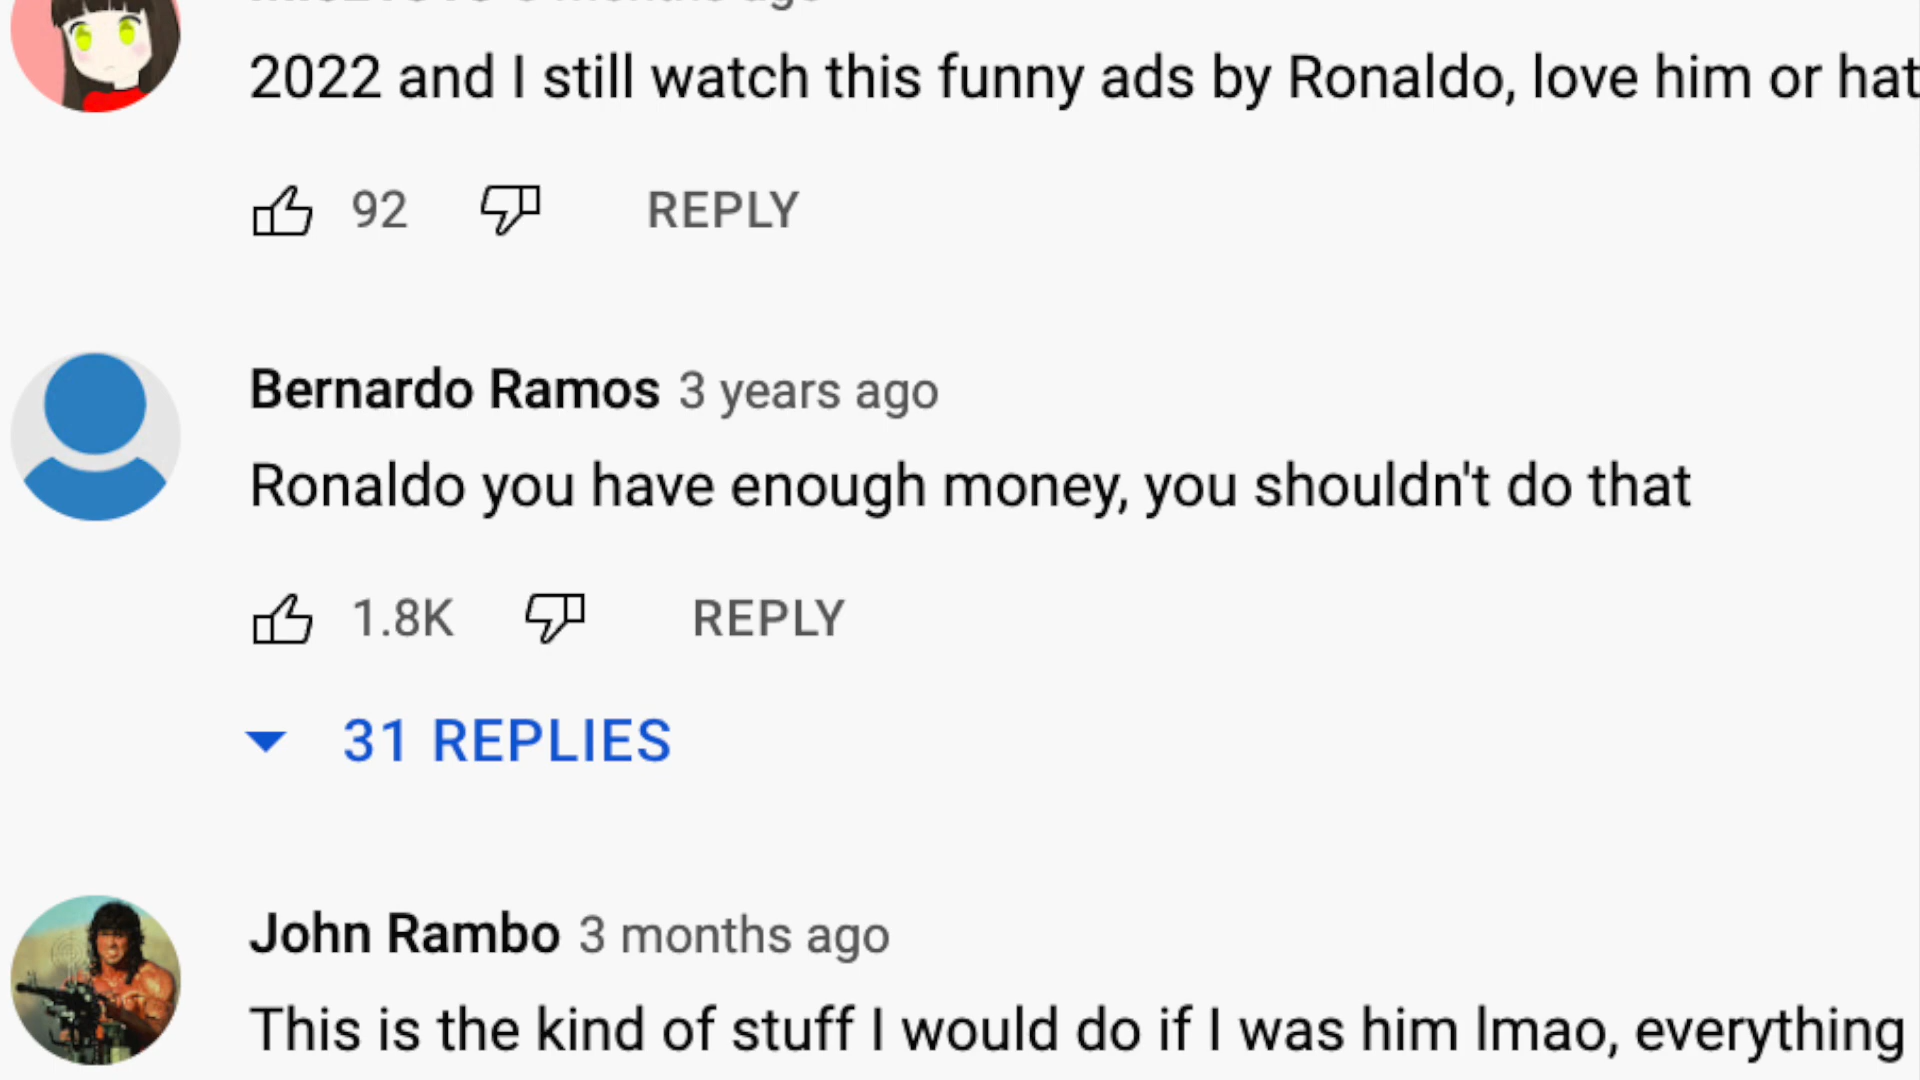 2022 and I still watch this funny ads by Ronaldo, love him or
92 REPLY
Bernardo Ramos 3 years ago
Ronaldo you have enough money, you shouldn't do that
1.8K REPLY
31 REPLIES
John Rambo 3 months ago
This is the kind of stuff I would do if I was him lmao, everything